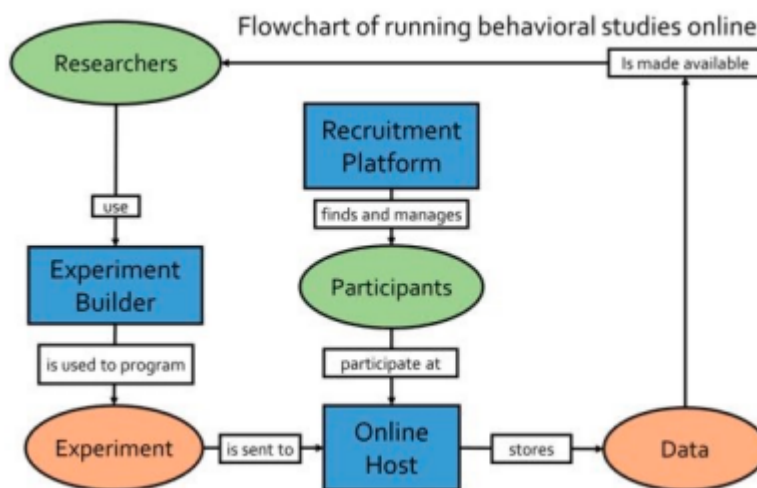 Flowchart of running behavioral studies online
Researchers
Is made available
Recruitment
Platform
use
finds and manages
Experiment
Builder
Participants
is used to program
participate at
Experiment
is sent to
Online
Host
stores
Data